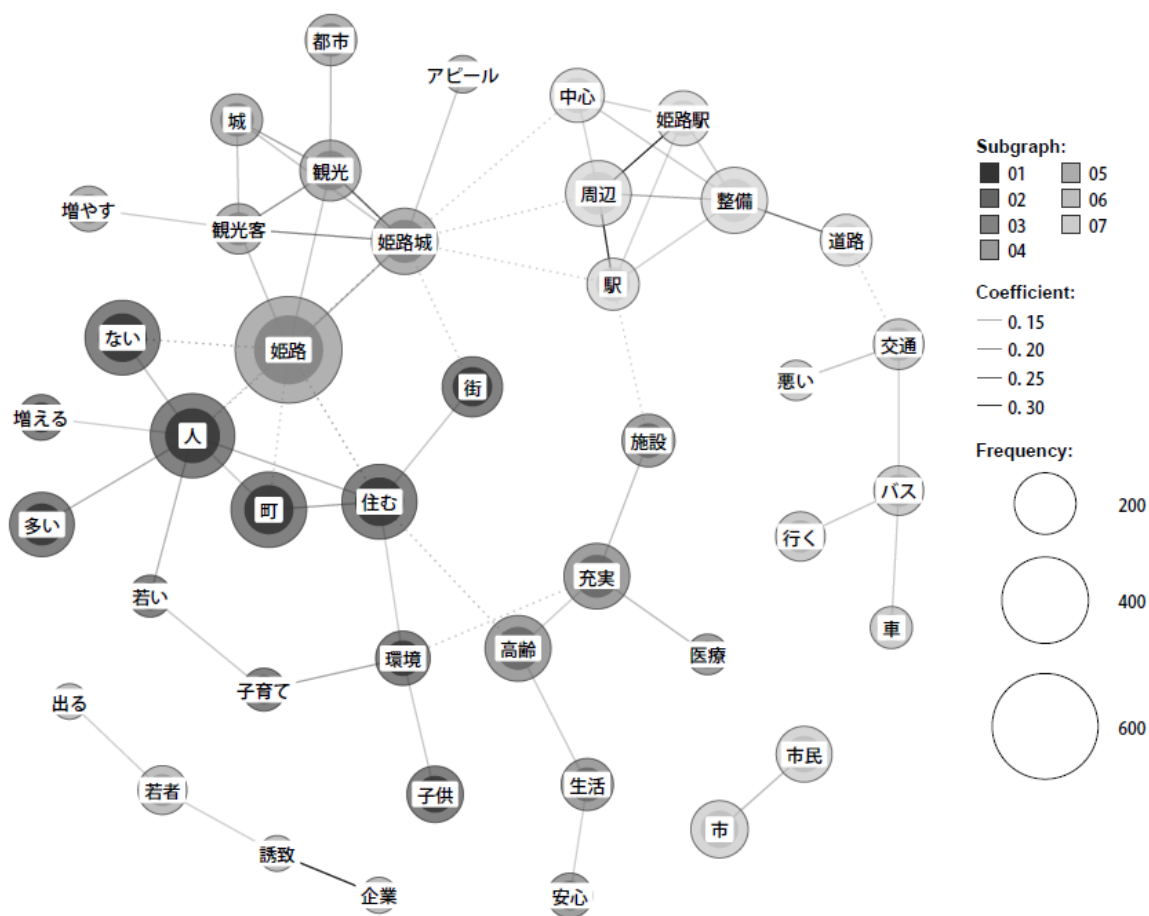 都市
アピール
中心
城
姫路駅
観光
周辺
整備
増やす
観光客
姫路城
道路
駅
ない
姫路
交通
街
悪い
増える
人
施設
バス
町
住む
多い
行く
充実
若い
車
環境
高齢
医療
子育て
出る
市民
生活
若者
子供
市
誘致
企業
安心
Subgraph:
01 05
02 06
03 07
04
Coefficient:
0. 15
0. 20
0. 25
0. 30
Frequency:
200
400
600